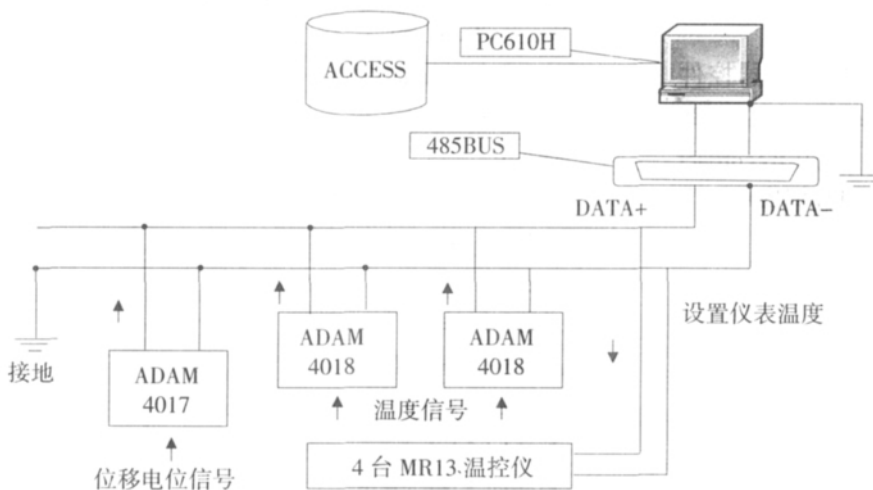 PC610H
ACCESS
485BUS
DATA+
DATA-
设置仪表温度
接地
ADAM
4017
ADAM
4018
ADAM
4018
温度信号
位移电位信号
4 台 MR13.温控仪